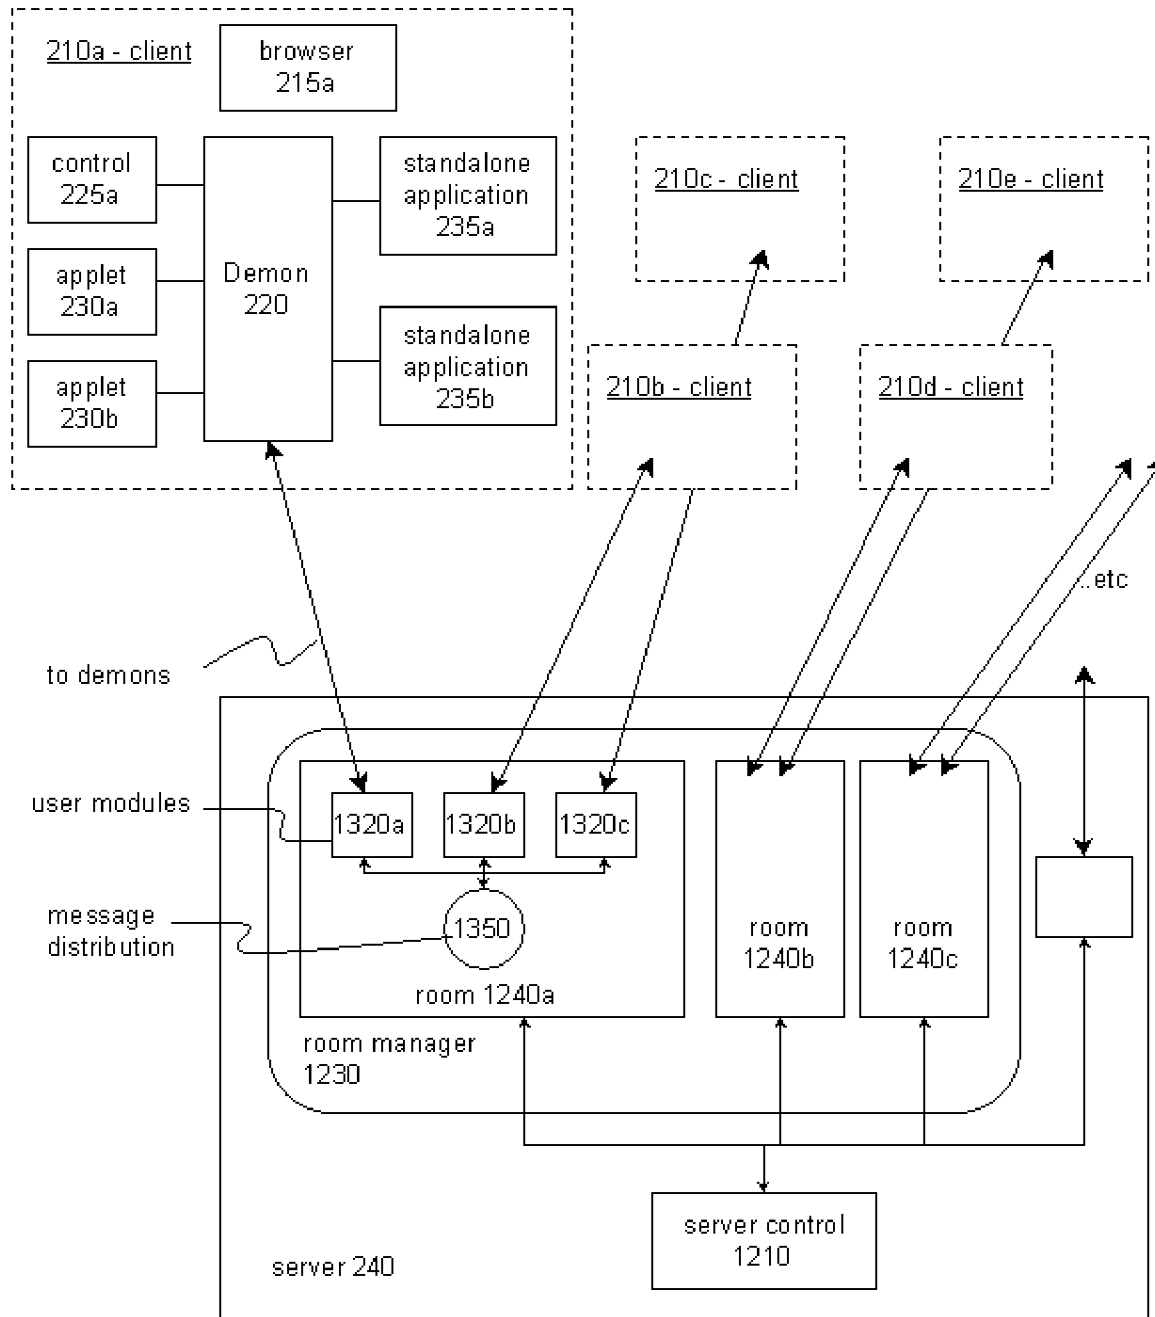 210a - client
browser
215a
control
225a
applet
230a
applet
230b
Demon
220
standalone
application
235a
standalone
application
235b
210c - client
210e - client
210b - client
210d - client
..etc
to demons
user modules
1320a
1320b
1320c
message
distribution
1350
room 1240a
room
1240b
room
1240c
room manager
1230
server control
1210
server 240